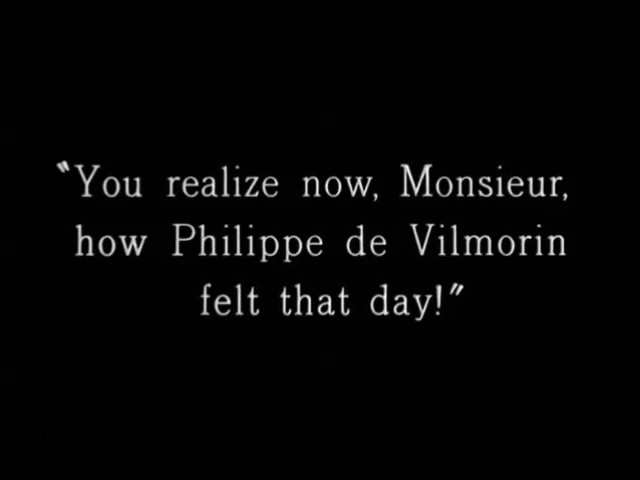 "You realize now, Monsieur,
how Philippe de Vilmorin
felt that day!"